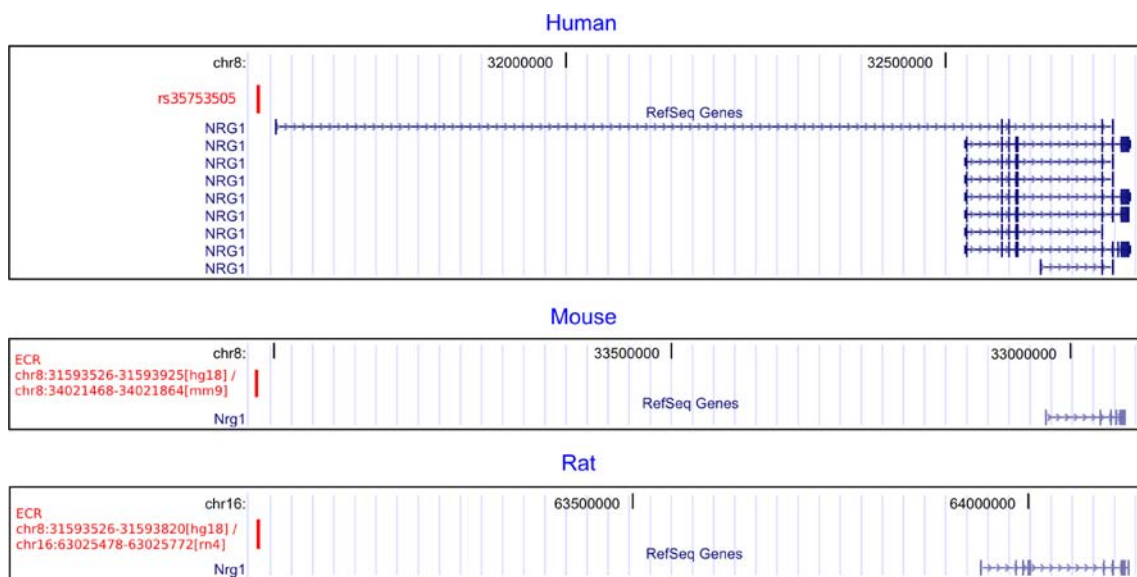 Human
chr8: 32000000 32500000
rs35753505
RefSeq Genes
NRG1
NRG1
NRG1
NRG1
NRG1
NRG1
NRG1
NRG1
NRG1
Mouse
chr8: 33500000 33000000
ECR
chr8:31593526-31593925[hg18] /
chr8:34021468-34021864[mm9]
RefSeq Genes
Nrg1
Rat
chr16: 63500000 64000000
ECR
chr8:31593526-31593820[hg18] /
chr16:63025478-63025772[rn4]
RefSeq Genes
Nrg1